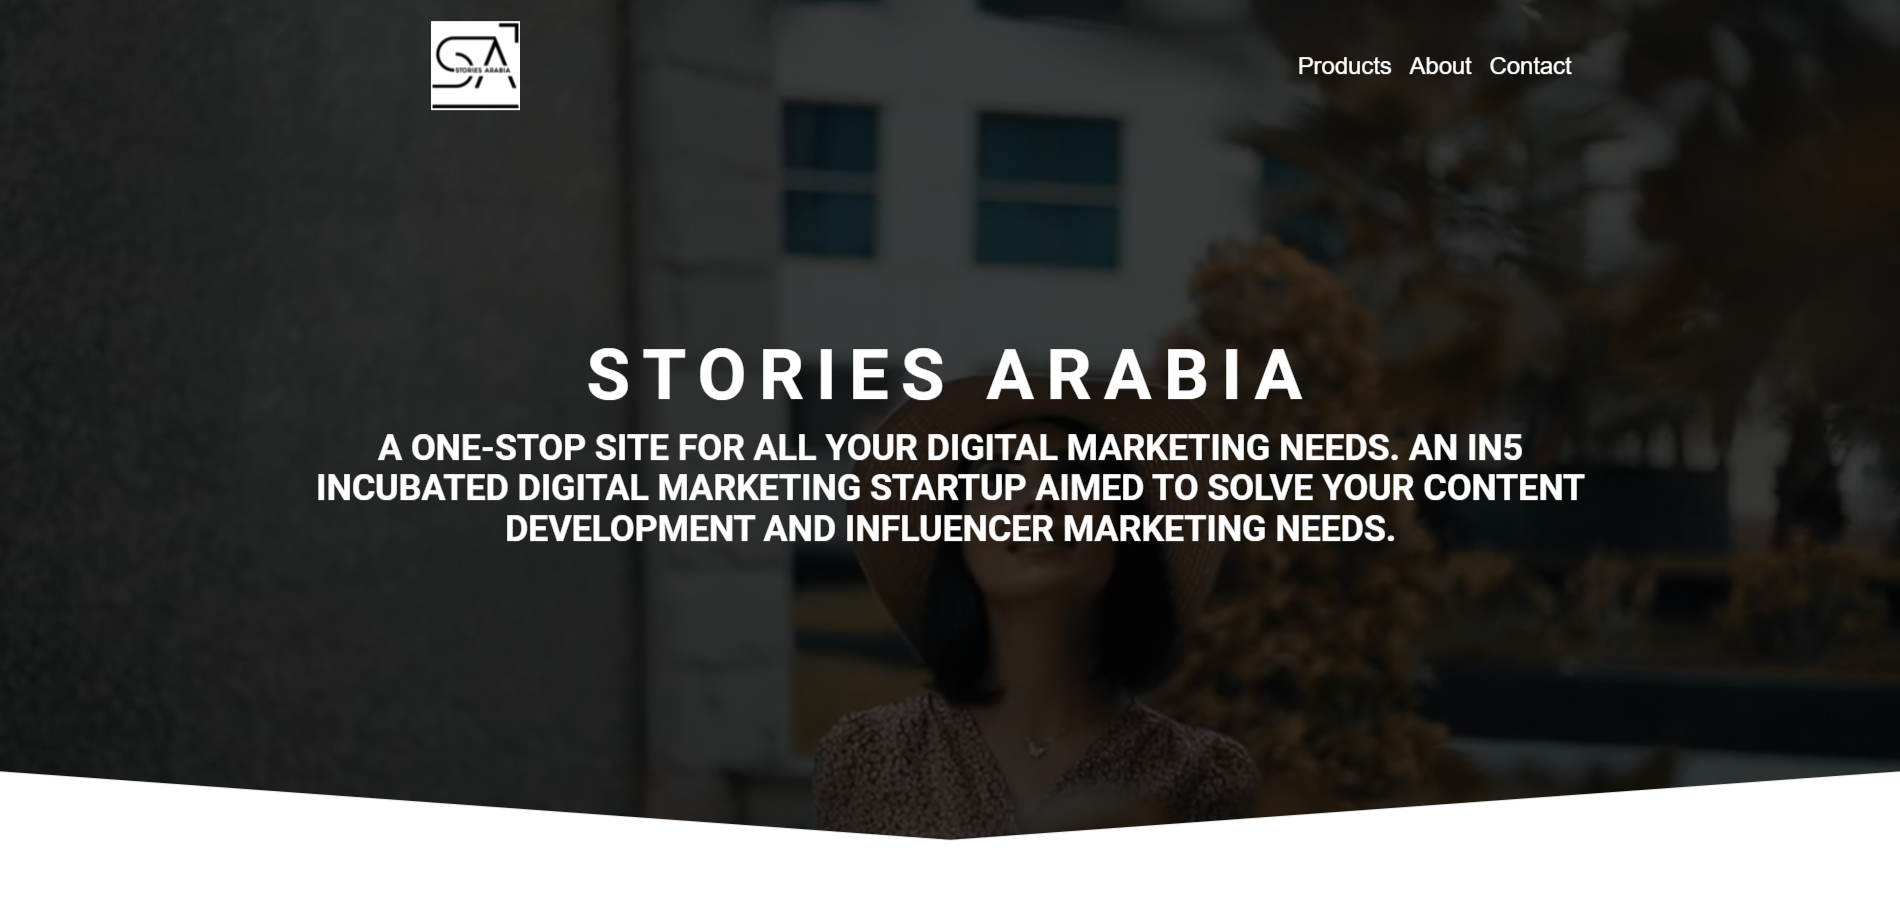 STORIES ARABIA
Products About Contact
STORIES ARABIA
A ONE-STOP SITE FOR ALL YOUR DIGITAL MARKETING NEEDS. AN IN5
INCUBATED DIGITAL MARKETING STARTUP AIMED TO SOLVE YOUR CONTENT
DEVELOPMENT AND INFLUENCER MARKETING NEEDS.